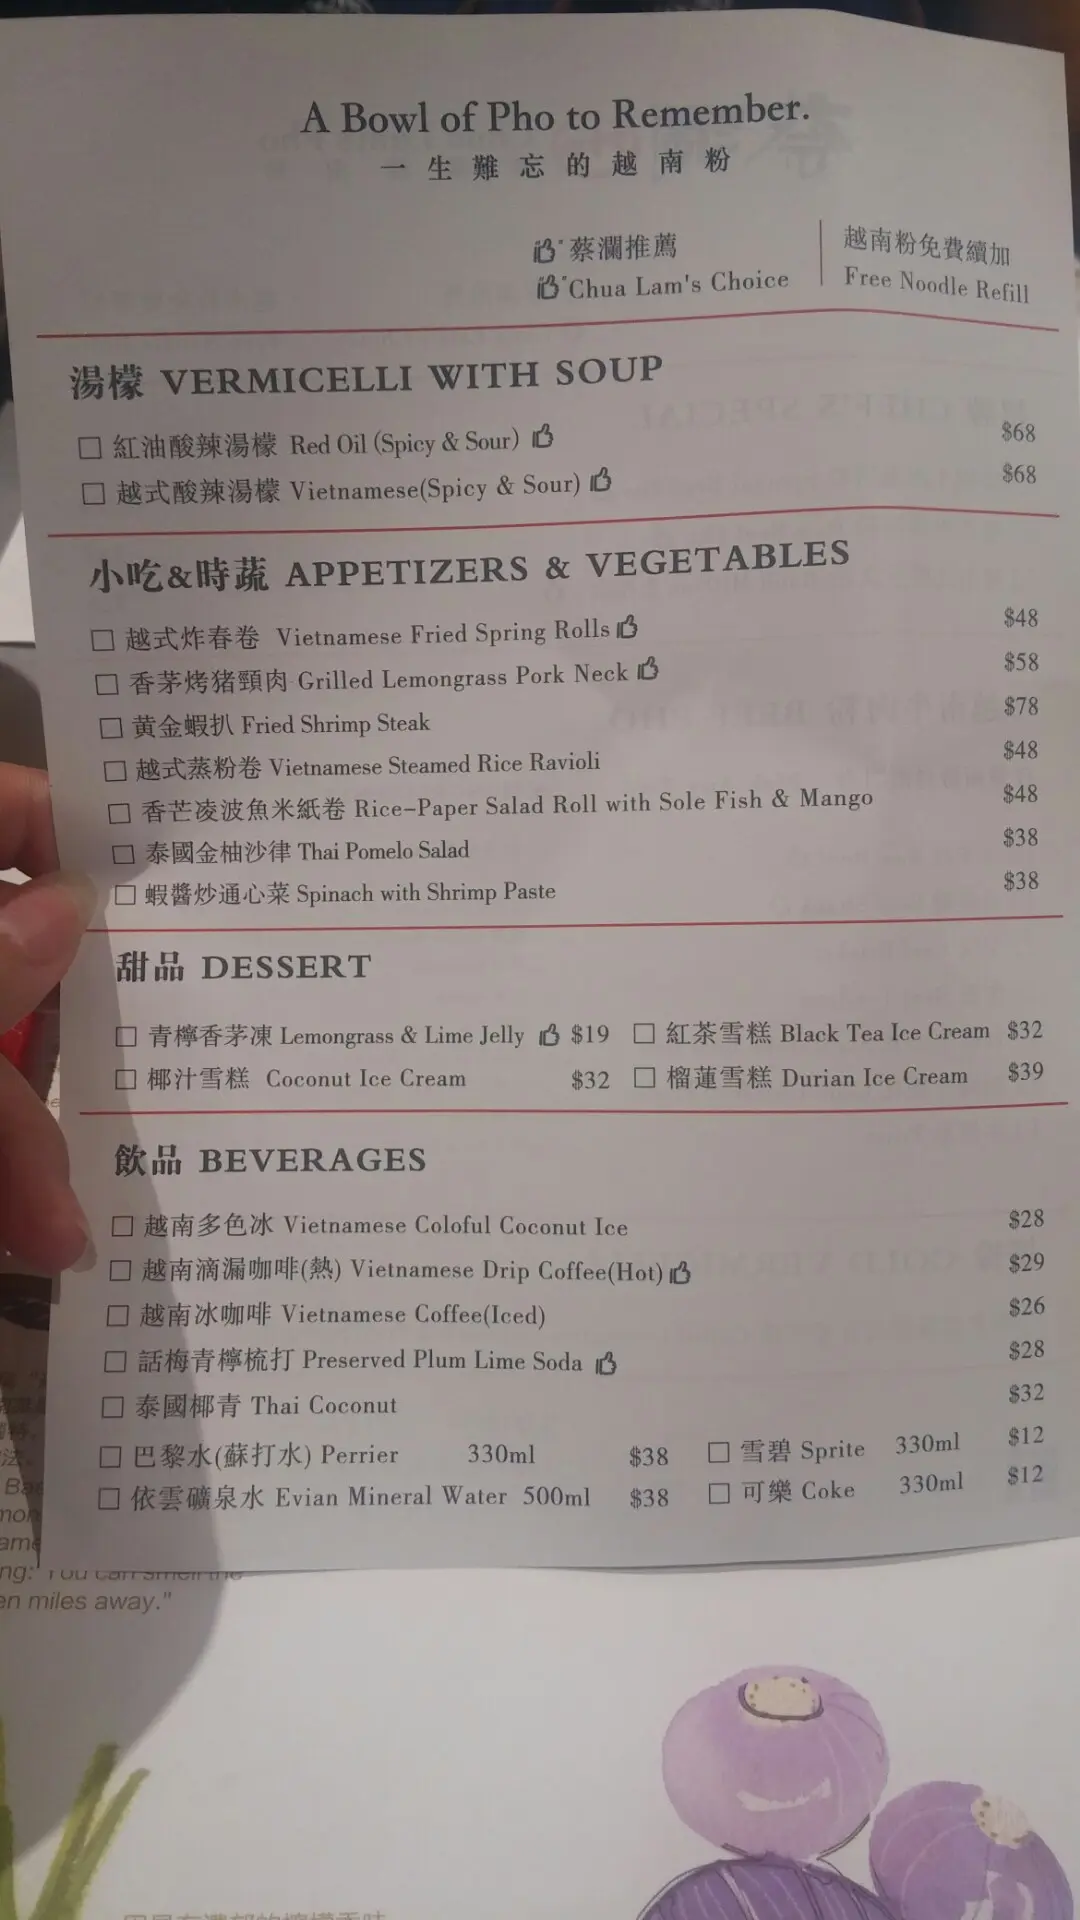 A Bowl of Pho to Remember.
一生難忘的越南粉
蔡瀾推薦
Chua Lam's Choice
越南粉免費續加
Free Noodle Refill
湯檬 VERMICELLI WITH SOUP
紅油酸辣湯檬 Red Oil (Spicy & Sour) $68
越式酸辣湯檬 Vietnamese(Spicy & Sour) $68
小吃&時蔬 APPETIZERS & VEGETABLES
越式炸春卷 Vietnamese Fried Spring Rolls $48
香茅烤猪頸肉 Grilled Lemongrass Pork Neck $58
黄金蝦扒 Fried Shrimp Steak $78
越式蒸粉卷 Vietnamese Steamed Rice Ravioli $48
香芒凌波魚米紙卷 Rice-Paper Salad Roll with Sole Fish & Mango $48
泰國金柚沙律 Thai Pomelo Salad $38
蝦醬炒通心菜 Spinach with Shrimp Paste $38
甜品 DESSERT
青檸香茅凍 Lemongrass & Lime Jelly $19 紅茶雪糕 Black Tea Ice Cream $32
椰汁雪糕 Coconut Ice Cream $32 榴蓮雪糕 Durian Ice Cream $39
飲品 BEVERAGES
越南多色冰 Vietnamese Coloful Coconut Ice $28
越南滴漏咖啡(熱) Vietnamese Drip Coffee(Hot) $29
越南冰咖啡 Vietnamese Coffee(Iced) $26
話梅青檸梳打 Preserved Plum Lime Soda $28
泰國椰青 Thai Coconut $32
巴黎水(蘇打水) Perrier 330ml $38 雪碧 Sprite 330ml $12
依雲礦泉水 Evian Mineral Water 500ml $38 可樂 Coke 330ml $12
You can smell the
miles away."